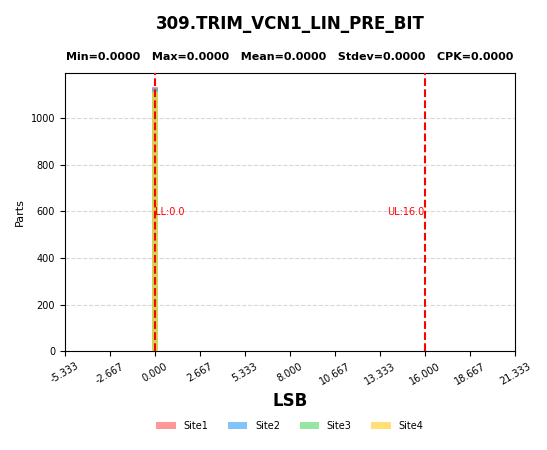 309.TRIM_VCN1_LIN_PRE_BIT
Min=0.0000 Max=0.0000 Mean=0.0000 Stdev=0.0000 CPK=0.0000
1000
800
600
400
200
0
Parts
LL:0.0
UL:16.0
-5.333 -2.667 0.000 2.667 5.333 8.000 10.667 13.333 16.000 18.667 21.333
LSB
Site1 Site2 Site3 Site4